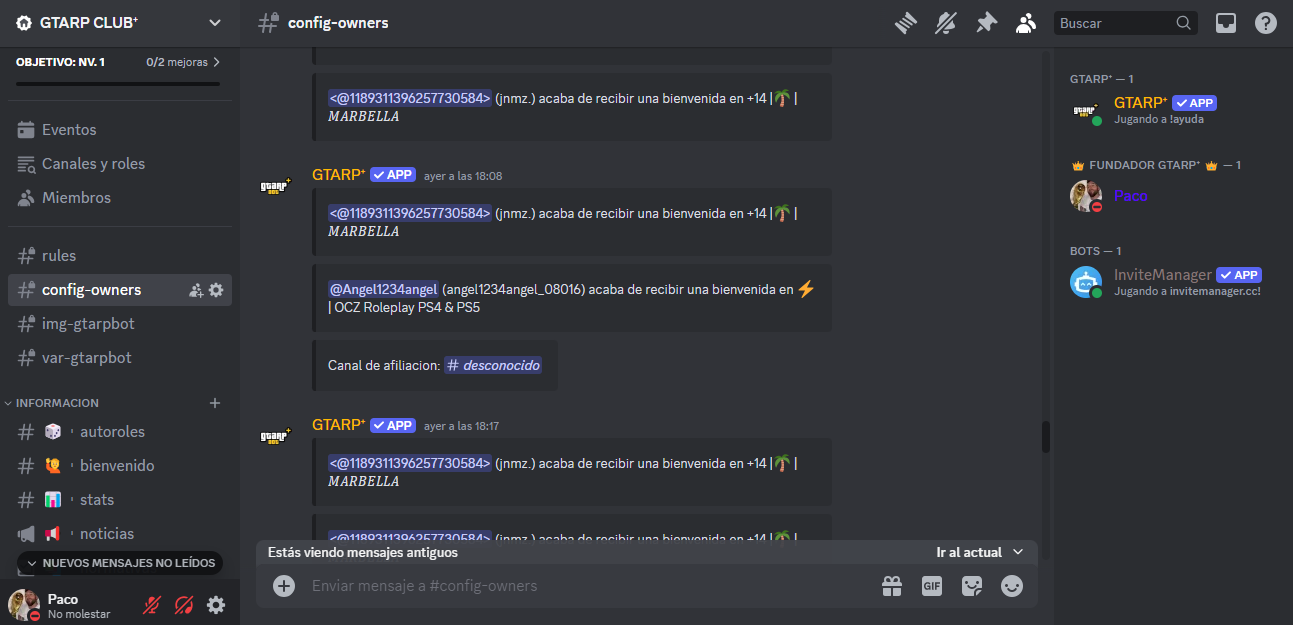 GTARP CLUB⁺
OBJETIVO: NV. 1
0/2 mejoras
Eventos
Canales y roles
Miembros
rules
config-owners
img-gtarpbot
var-gtarpbot
INFORMACION
autoroles
bienvenido
stats
noticias
NUEVOS MENSAJES NO LEÍDOS
Paco
No molestar
config-owners
<@1189311396257730584> (jnmz.) acaba de recibir una bienvenida en +14 |🌴|
MARBELLA
GTARP⁺ APP ayer a las 18:08
<@1189311396257730584> (jnmz.) acaba de recibir una bienvenida en +14 |🌴|
MARBELLA
@Angel1234angel (angel1234angel_08016) acaba de recibir una bienvenida en ⚡
| OCZ Roleplay PS4 & PS5
Canal de afiliacion: # desconocido
GTARP⁺ APP ayer a las 18:17
<@1189311396257730584> (jnmz.) acaba de recibir una bienvenida en +14 |🌴|
MARBELLA
<@1189311396257730584> (jnmz.) acaba de recibir una bienvenida en +14 |🌴|
Estás viendo mensajes antiguos
Ir al actual
Enviar mensaje a #config-owners
GIF
Buscar
GTARP⁺ — 1
GTARP⁺ APP
Jugando a !ayuda
👑 FUNDADOR GTARP⁺ 👑 — 1
Paco
BOTS — 1
InviteManager APP
Jugando a invitemanager.cc!